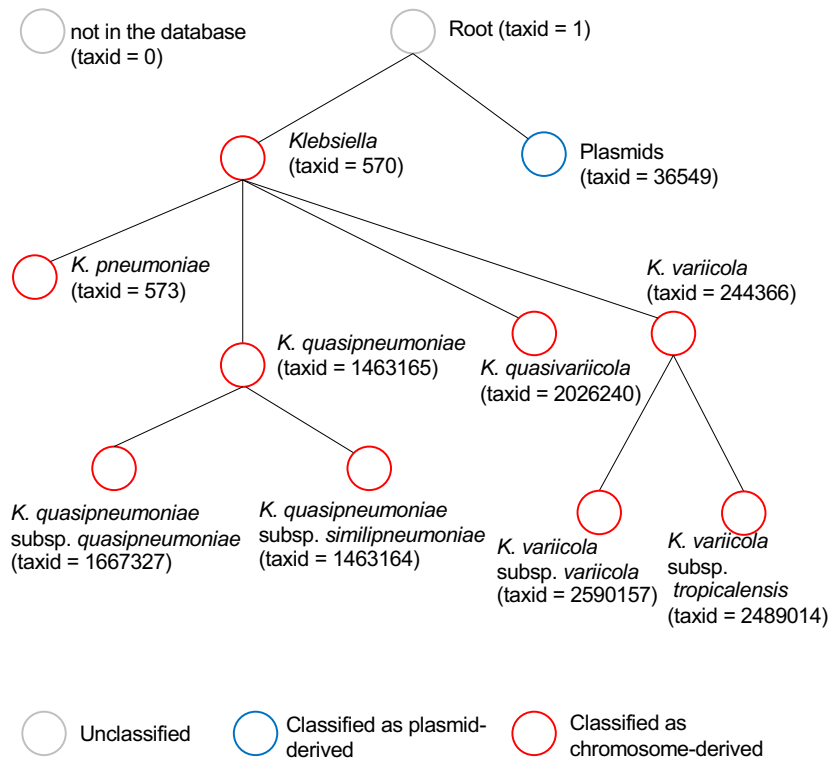 not in the database
(taxid = 0)
Root (taxid = 1)
Klebsiella
(taxid = 570)
Plasmids
(taxid = 36549)
K. pneumoniae
(taxid = 573)
K. variicola
(taxid = 244366)
K. quasipneumoniae
(taxid = 1463165)
K. quasivariicola
(taxid = 2026240)
K. quasipneumoniae
subsp. quasipneumoniae
(taxid = 1667327)
K. quasipneumoniae
subsp. similipneumoniae
(taxid = 1463164)
K. variicola
subsp. variicola
(taxid = 2590157)
K. variicola
subsp.
tropicalensis
(taxid = 2489014)
Unclassified
Classified as plasmid-
derived
Classified as
chromosome-derived